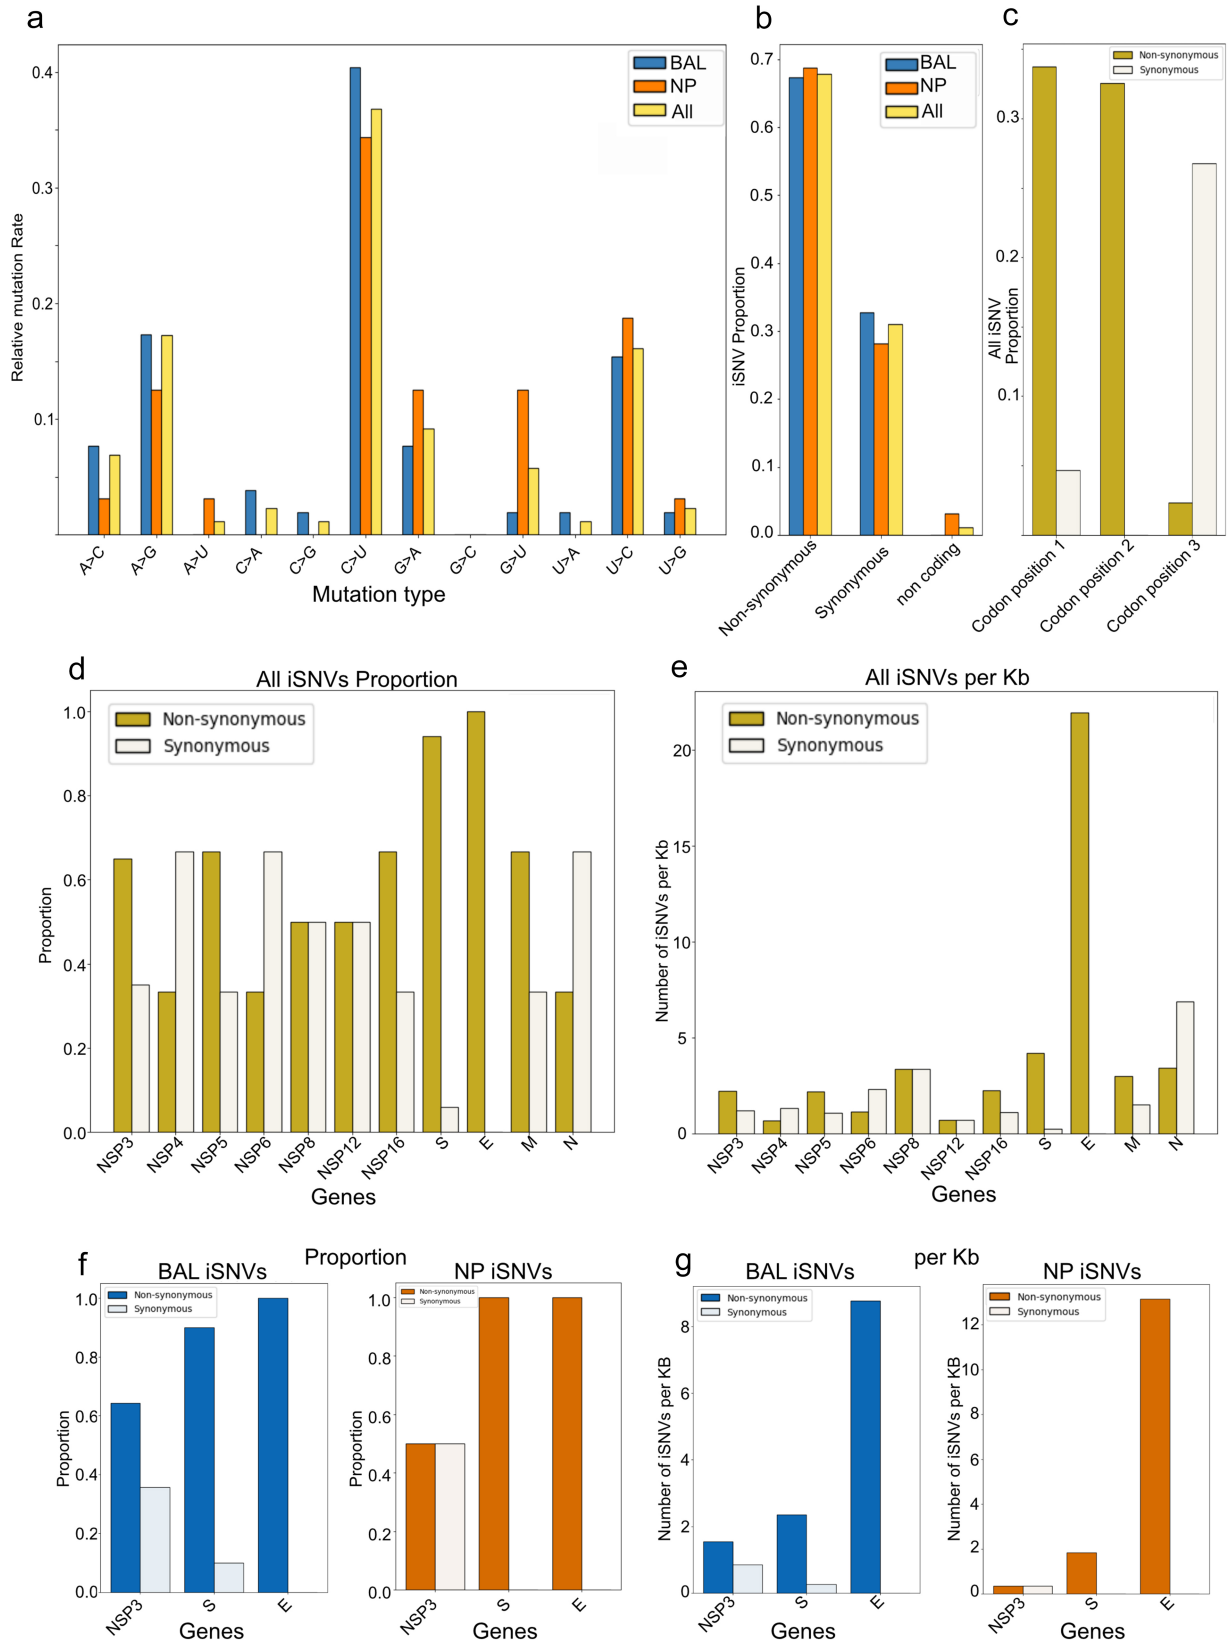 a
BAL
NP
All
0.4
0.3
0.2
0.1
Relative mutation Rate
A>C
A>G
A>U
C>A
C>G
C>U
G>A
G>C
G>U
U>A
U>C
U>G
Mutation type
b
BAL
NP
All
0.7
0.6
0.5
0.4
0.3
0.2
0.1
0.0
iSNV Proportion
Non-synonymous
Synonymous
non coding
c
Non-synonymous
Synonymous
0.3
0.2
0.1
All iSNV
Proportion
Codon position 1
Codon position 2
Codon position 3
d
All iSNVs Proportion
Non-synonymous
Synonymous
1.0
0.8
0.6
0.4
0.2
0.0
Proportion
NSP3
NSP4
NSP5
NSP6
NSP8
NSP12
NSP16
S
E
M
N
Genes
e
All iSNVs per Kb
Non-synonymous
Synonymous
20
15
10
5
0
Number of iSNVs per Kb
NSP3
NSP4
NSP5
NSP6
NSP8
NSP12
NSP16
S
E
M
N
Genes
f
Proportion
BAL iSNVs
Non-synonymous
Synonymous
1.0
0.8
0.6
0.4
0.2
0.0
Proportion
NSP3
S
E
Genes
NP iSNVs
Non-synonymous
Synonymous
1.0
0.8
0.6
0.4
0.2
0.0
Proportion
NSP3
S
E
Genes
g
per Kb
BAL iSNVs
Non-synonymous
Synonymous
8
6
4
2
0
Number of iSNVs per KB
NSP3
S
E
Genes
NP iSNVs
Non-synonymous
Synonymous
12
10
8
6
4
2
0
Number of iSNVs per KB
NSP3
S
E
Genes